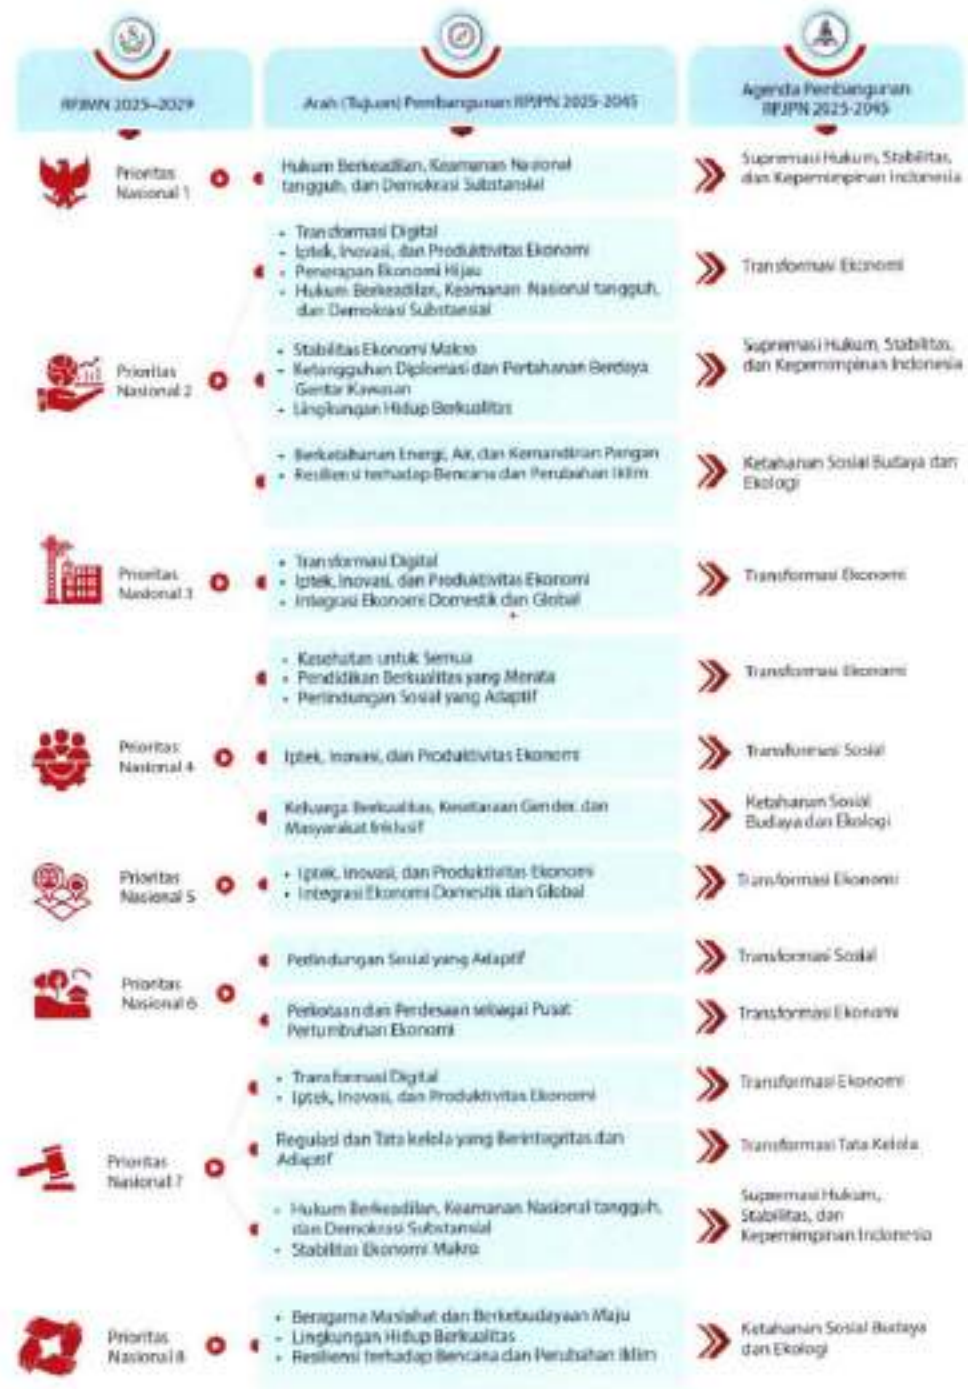 RPJMN 2025–2029
Arah (Tujuan) Pembangunan RPJPN 2025-2045
Agenda Pembangunan
RPJPN 2025-2045
Prioritas
Nasional 1
Hukum Berkeadilan, Keamanan Nasional
tangguh, dan Demokrasi Substansial
Supremasi Hukum, Stabilitas,
dan Kepemimpinan Indonesia
Prioritas
Nasional 2
• Transformasi Digital
• Iptek, Inovasi, dan Produktivitas Ekonomi
• Penerapan Ekonomi Hijau
• Hukum Berkeadilan, Keamanan Nasional tangguh,
dan Demokrasi Substansial
Transformasi Ekonomi
• Stabilitas Ekonomi Makro
• Ketangguhan Diplomasi dan Pertahanan Berdaya
Gentar Kawasan
• Lingkungan Hidup Berkualitas
Supremasi Hukum, Stabilitas,
dan Kepemimpinan Indonesia
• Berketahanan Energi, Air, dan Kemandirian Pangan
• Resiliensi terhadap Bencana dan Perubahan Iklim
Ketahanan Sosial Budaya dan
Ekologi
Prioritas
Nasional 3
• Transformasi Digital
• Iptek, Inovasi, dan Produktivitas Ekonomi
• Integrasi Ekonomi Domestik dan Global
Transformasi Ekonomi
Prioritas
Nasional 4
• Kesehatan untuk Semua
• Pendidikan Berkualitas yang Merata
• Perlindungan Sosial yang Adaptif
Transformasi Ekonomi
Iptek, Inovasi, dan Produktivitas Ekonomi
Transformasi Sosial
Keluarga Berkualitas, Kesetaraan Gender, dan
Masyarakat Inklusif
Ketahanan Sosial
Budaya dan Ekologi
Prioritas
Nasional 5
• Iptek, Inovasi, dan Produktivitas Ekonomi
• Integrasi Ekonomi Domestik dan Global
Transformasi Ekonomi
Prioritas
Nasional 6
Perlindungan Sosial yang Adaptif
Transformasi Sosial
Perkotaan dan Perdesaan sebagai Pusat
Pertumbuhan Ekonomi
Transformasi Ekonomi
Prioritas
Nasional 7
• Transformasi Digital
• Iptek, Inovasi, dan Produktivitas Ekonomi
Transformasi Ekonomi
Regulasi dan Tata kelola yang Berintegritas dan
Adaptif
Transformasi Tata Kelola
• Hukum Berkeadilan, Keamanan Nasional tangguh,
dan Demokrasi Substansial
• Stabilitas Ekonomi Makro
Supremasi Hukum,
Stabilitas, dan
Kepemimpinan Indonesia
Prioritas
Nasional 8
• Beragama Maslahat dan Berkebudayaan Maju
• Lingkungan Hidup Berkualitas
• Resiliensi terhadap Bencana dan Perubahan Iklim
Ketahanan Sosial Budaya
dan Ekologi